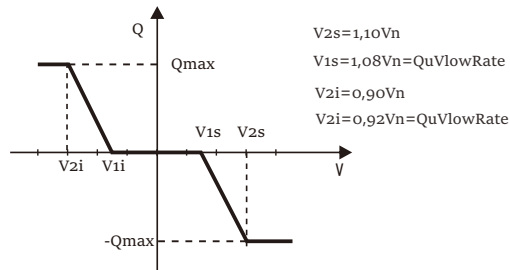 Q
V2s=1,10Vn
V1s=1,08Vn=QuVlowRate
V2i=0,90Vn
V2i=0,92Vn=QuVlowRate
Qmax
V1s V2s
V2i V1i
V
-Qmax